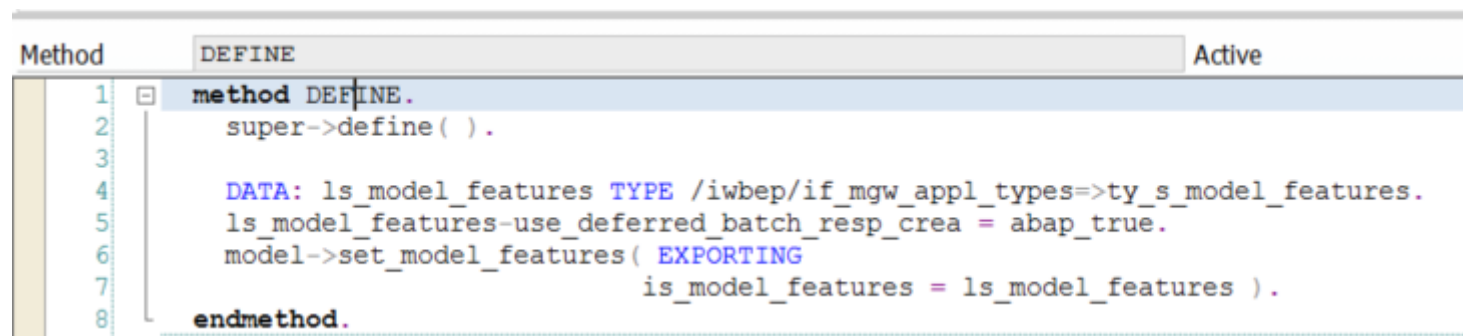 Method DEFINE Active
1 method DEFINE.
2 super->define( ).
3
4 DATA: ls_model_features TYPE /iwbep/if_mgw_appl_types=>ty_s_model_features.
5 ls_model_features-use_deferred_batch_resp_crea = abap_true.
6 model->set_model_features( EXPORTING
7 is_model_features = ls_model_features ).
8 endmethod.